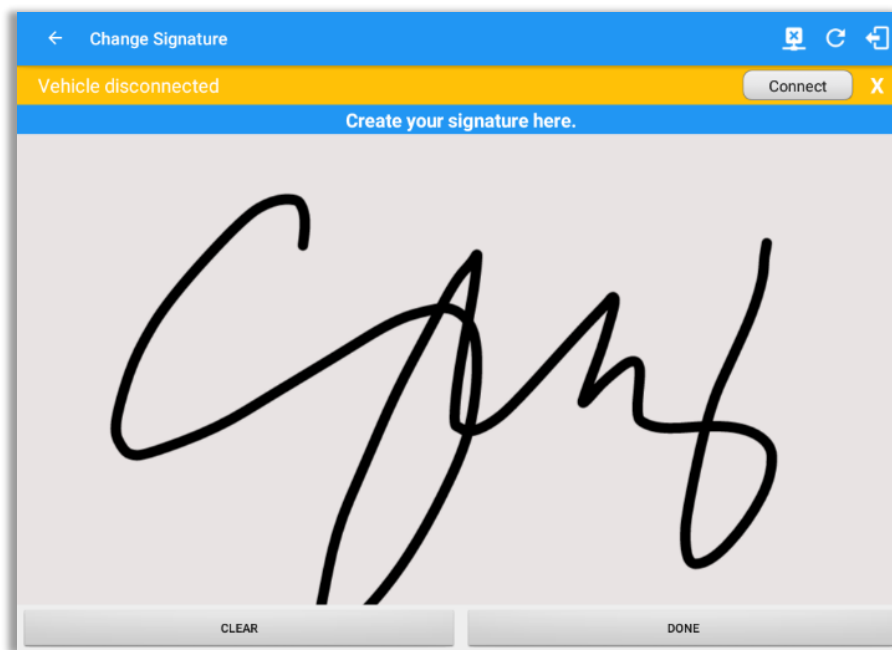 Change Signature
Vehicle disconnected
Connect
X
Create your signature here.
CLEAR
DONE